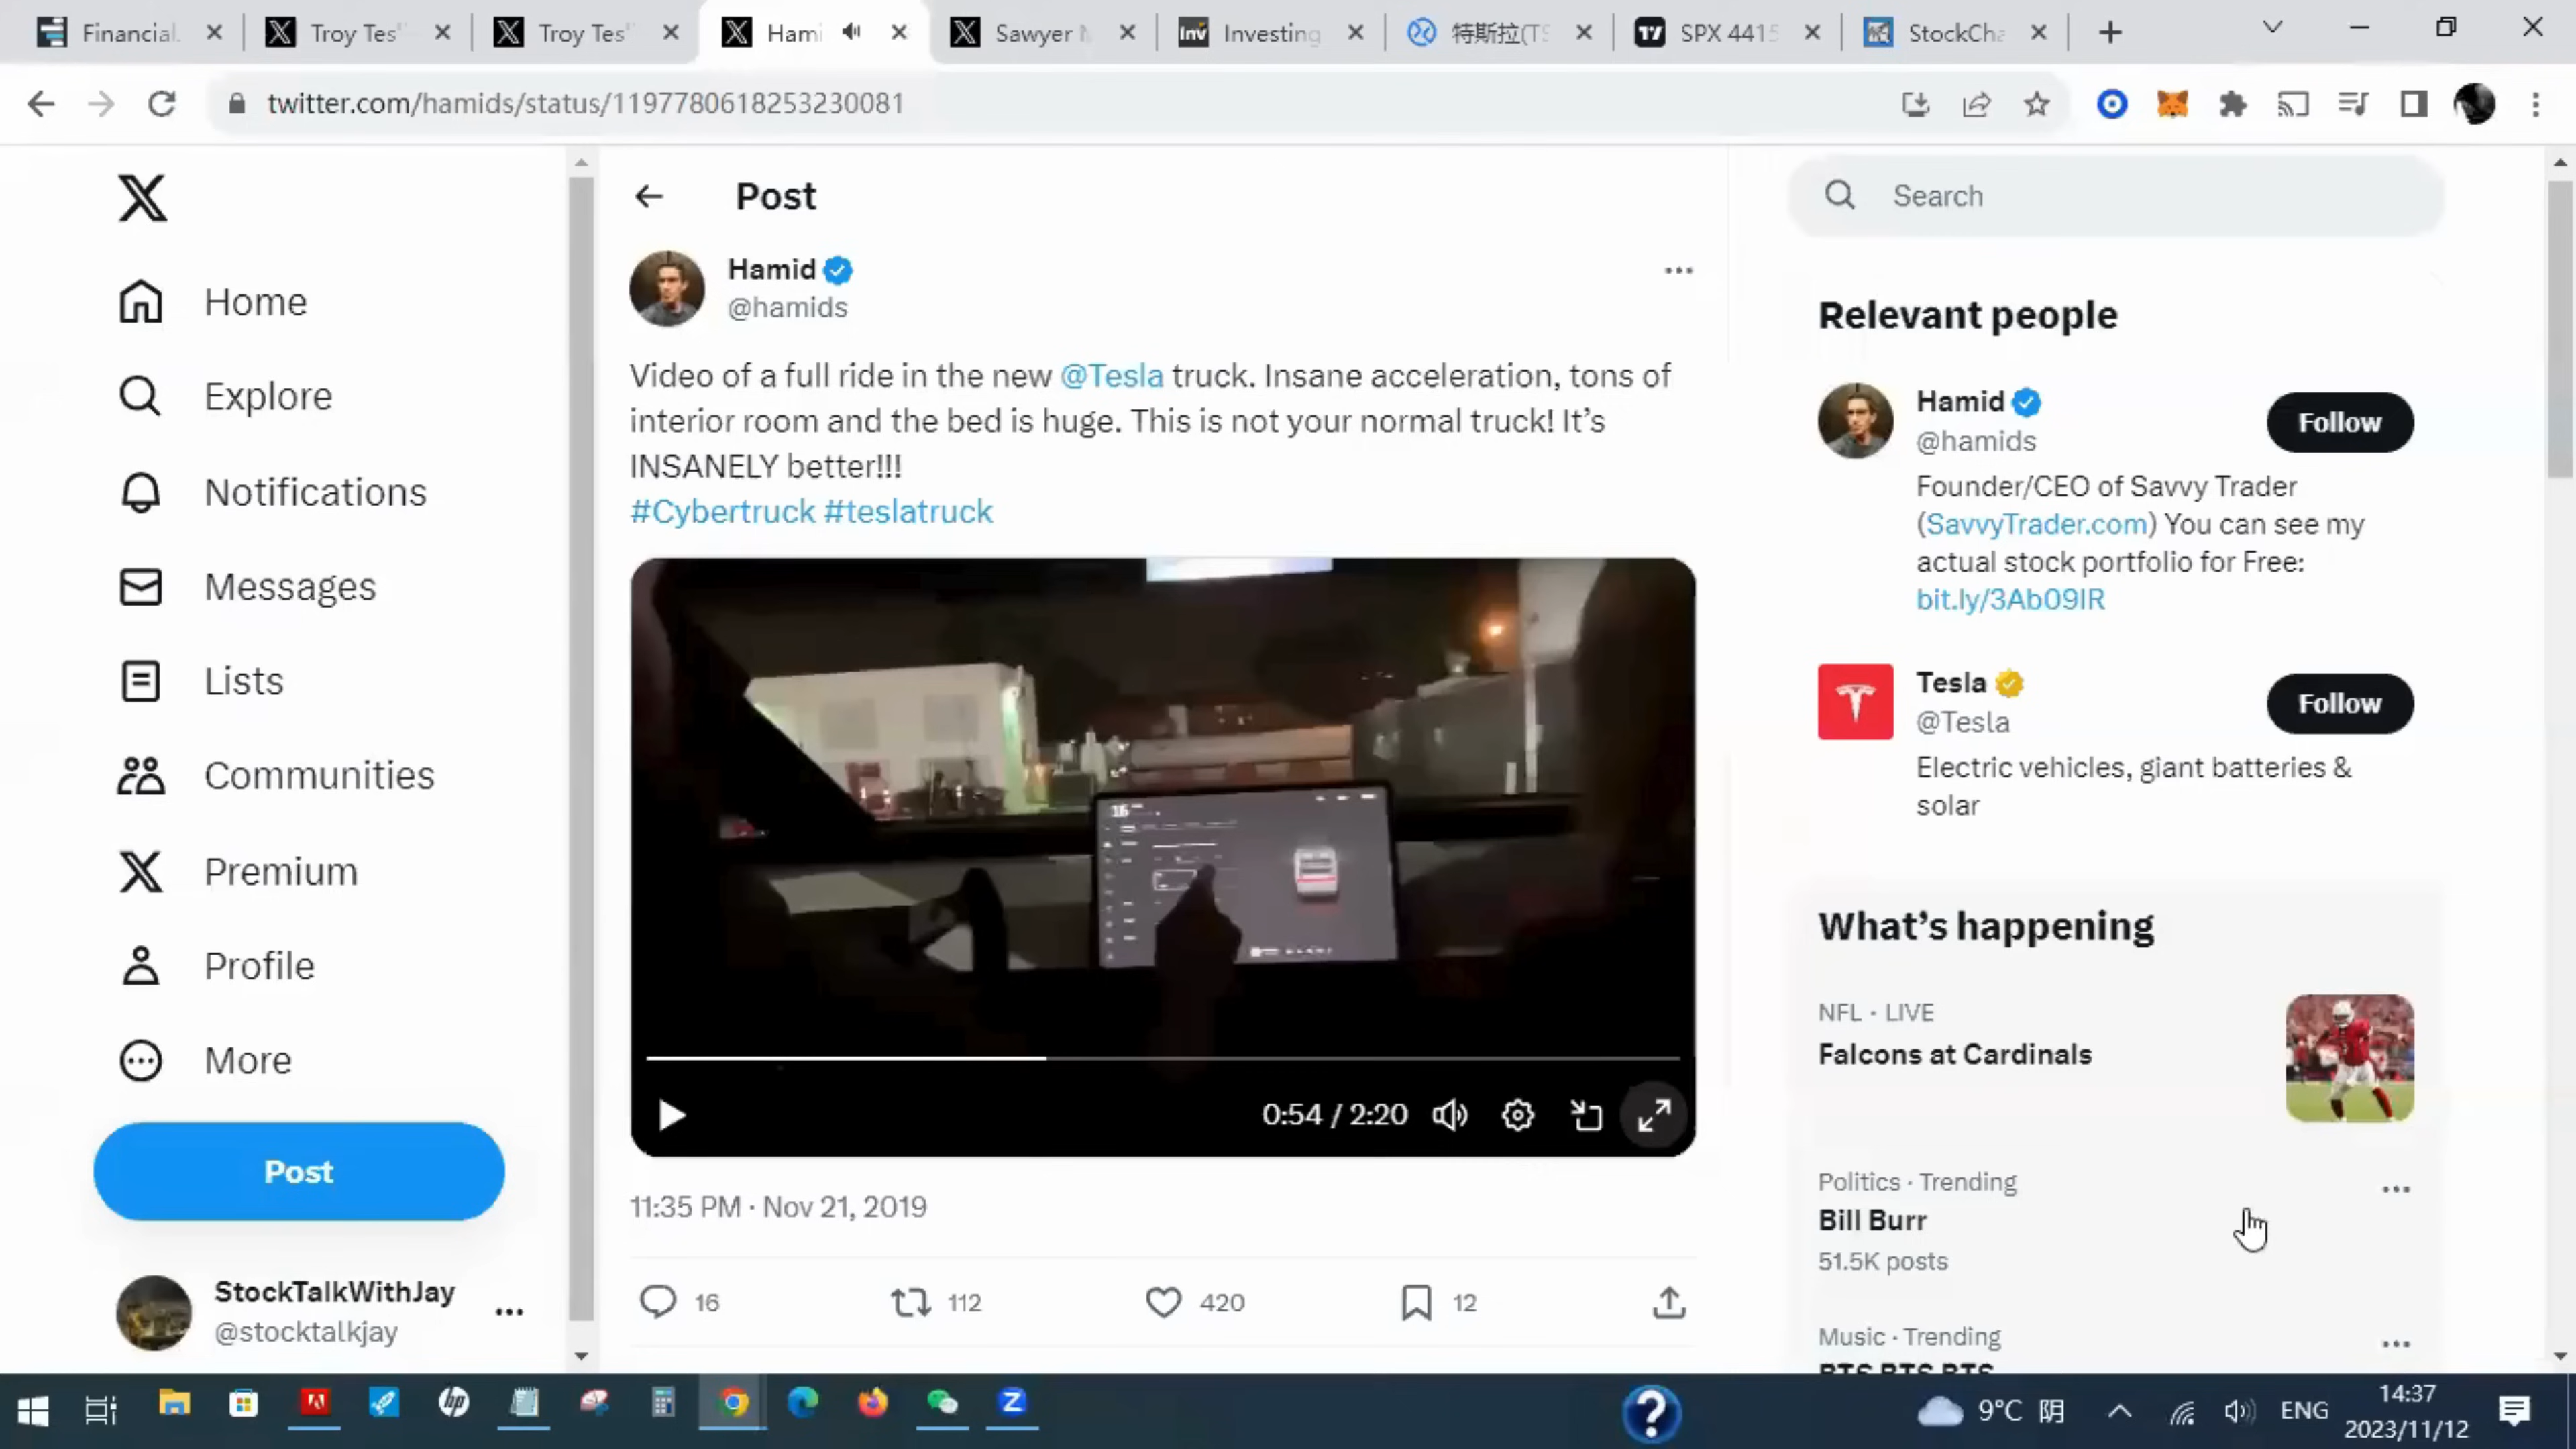 Financial
Troy Tes
Troy Tes
Hami
Sawyer
Investing
特斯拉(TS
SPX 4415
StockCha
twitter.com/hamids/status/1197780618253230081
Home
Explore
Notifications
Messages
Lists
Communities
Premium
Profile
More
Post
StockTalkWithJay
@stocktalkjay
Post
Hamid
@hamids
Video of a full ride in the new @Tesla truck. Insane acceleration, tons of
interior room and the bed is huge. This is not your normal truck! It's
INSANELY better!!!
#Cybertruck #teslatruck
16
0:54 / 2:20
11:35 PM · Nov 21, 2019
16
112
420
12
Search
Relevant people
Hamid
@hamids
Follow
Founder/CEO of Savvy Trader
(SavvyTrader.com) You can see my
actual stock portfolio for Free:
bit.ly/3Ab09IR
Tesla
@Tesla
Follow
Electric vehicles, giant batteries &
solar
What's happening
NFL · LIVE
Falcons at Cardinals
Politics · Trending
Bill Burr
51.5K posts
Music · Trending
BTS BTS BTS
9°C 阴
ENG
14:37
2023/11/12